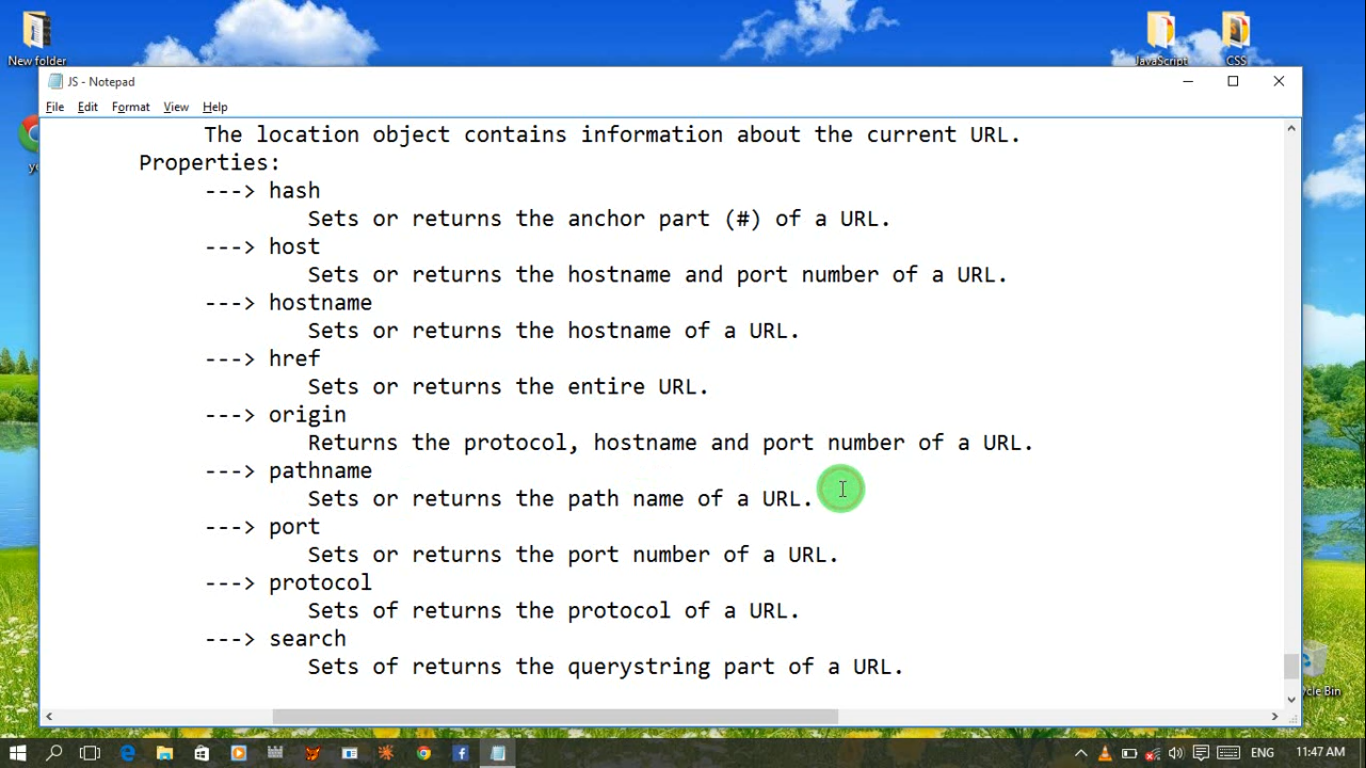 New folder
JavaScript
CSS
JS - Notepad
File Edit Format View Help
The location object contains information about the current URL.
Properties:
---> hash
Sets or returns the anchor part (#) of a URL.
---> host
Sets or returns the hostname and port number of a URL.
---> hostname
Sets or returns the hostname of a URL.
---> href
Sets or returns the entire URL.
---> origin
Returns the protocol, hostname and port number of a URL.
---> pathname
Sets or returns the path name of a URL.
---> port
Sets or returns the port number of a URL.
---> protocol
Sets of returns the protocol of a URL.
---> search
Sets of returns the querystring part of a URL.
cle Bin
ENG 11:47 AM